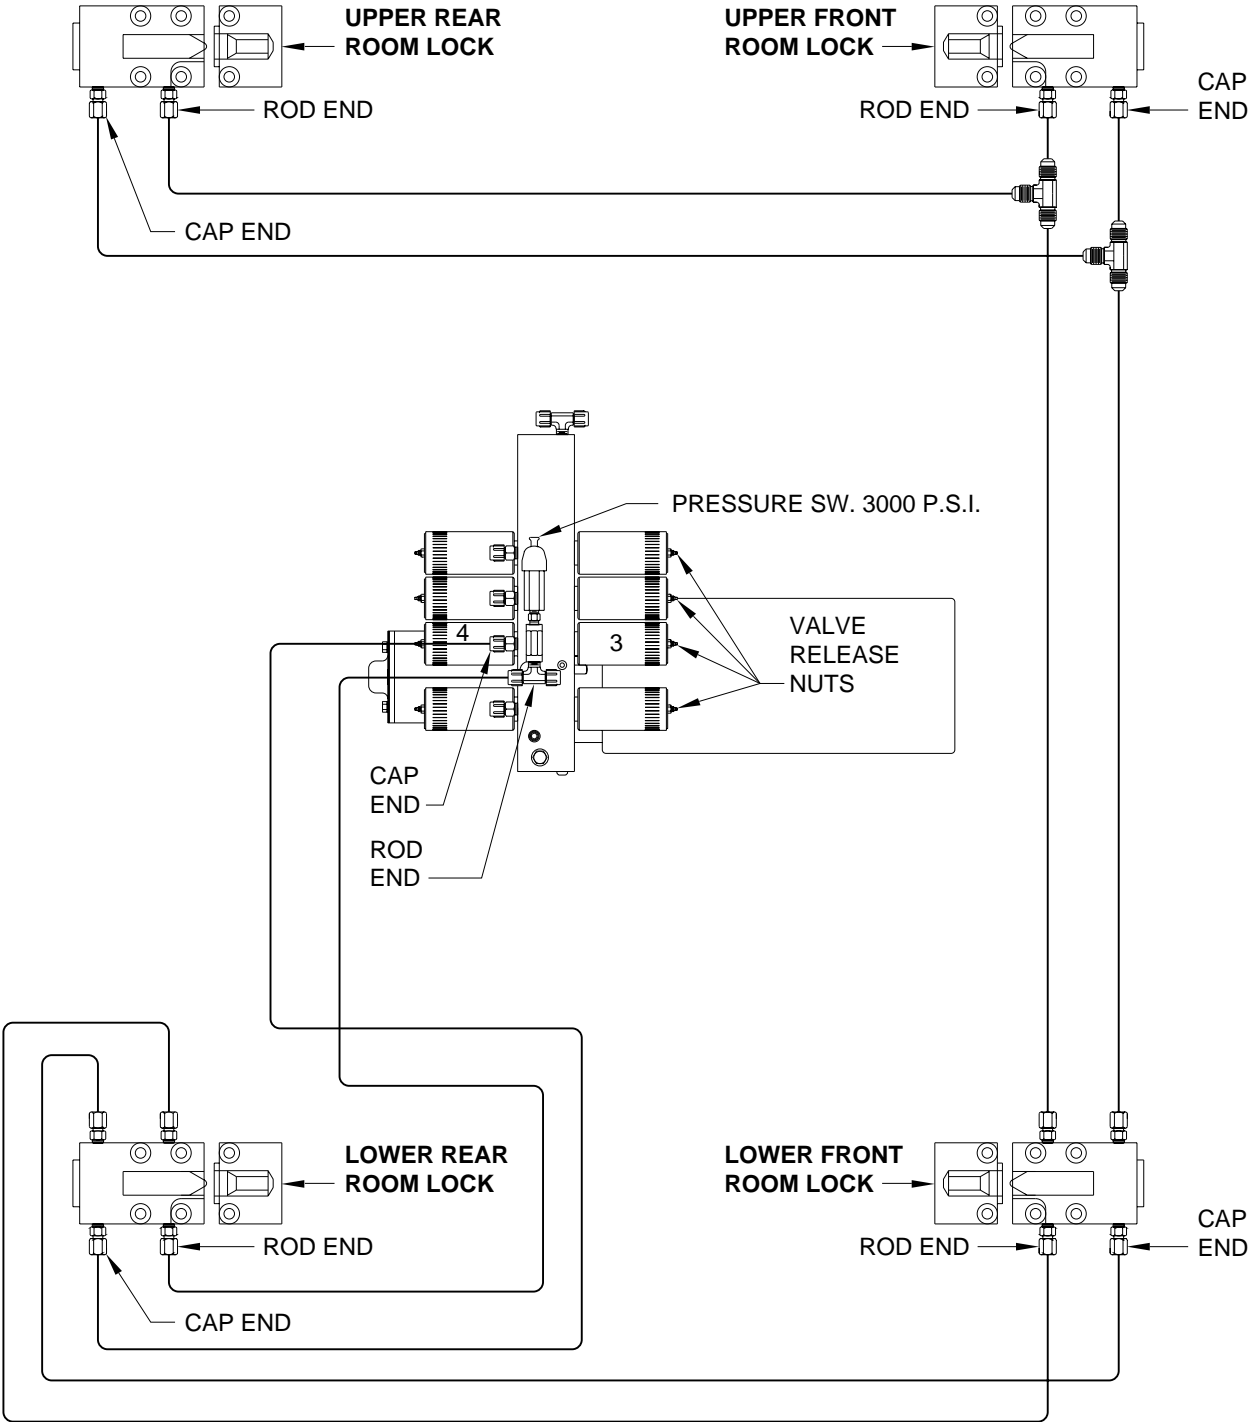 UPPER REAR
ROOM LOCK
UPPER FRONT
ROOM LOCK
CAP
END
ROD END
ROD END
CAP END
PRESSURE SW. 3000 P.S.I.
4
3
VALVE
RELEASE
NUTS
CAP
END
ROD
END
LOWER REAR
ROOM LOCK
LOWER FRONT
ROOM LOCK
CAP
END
ROD END
ROD END
CAP END